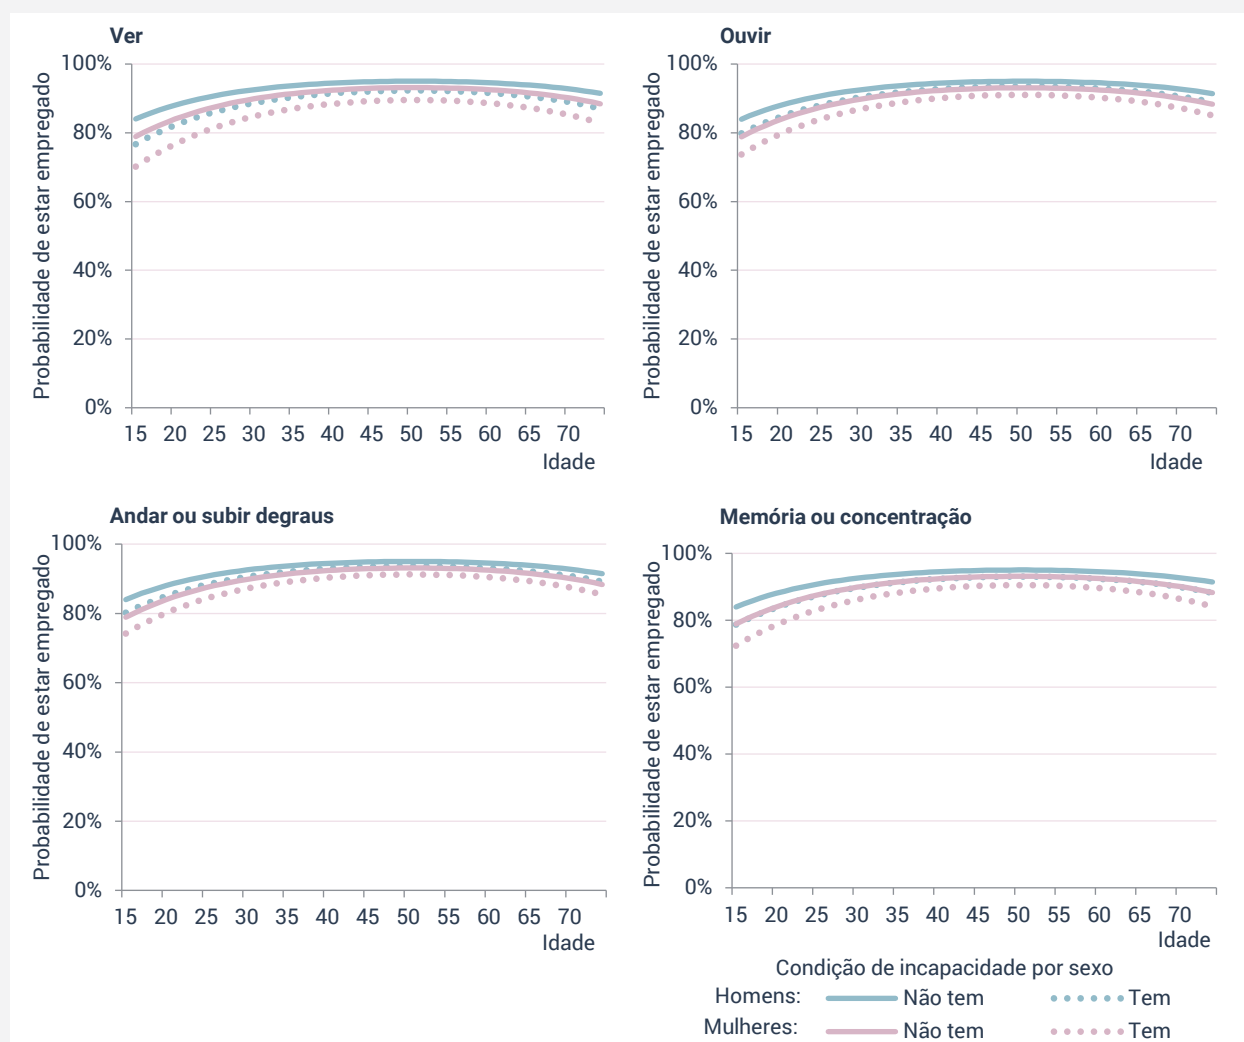 Ver
Probabilidade de estar empregado
100%
80%
60%
40%
20%
0%
15 20 25 30 35 40 45 50 55 60 65 70
Idade
Ouvir
Probabilidade de estar empregado
100%
80%
60%
40%
20%
0%
15 20 25 30 35 40 45 50 55 60 65 70
Idade
Andar ou subir degraus
Probabilidade de estar empregado
100%
80%
60%
40%
20%
0%
15 20 25 30 35 40 45 50 55 60 65 70
Idade
Memória ou concentração
Probabilidade de estar empregado
100%
80%
60%
40%
20%
0%
15 20 25 30 35 40 45 50 55 60 65 70
Idade
Condição de incapacidade por sexo
Homens: Não tem Tem
Mulheres: Não tem Tem